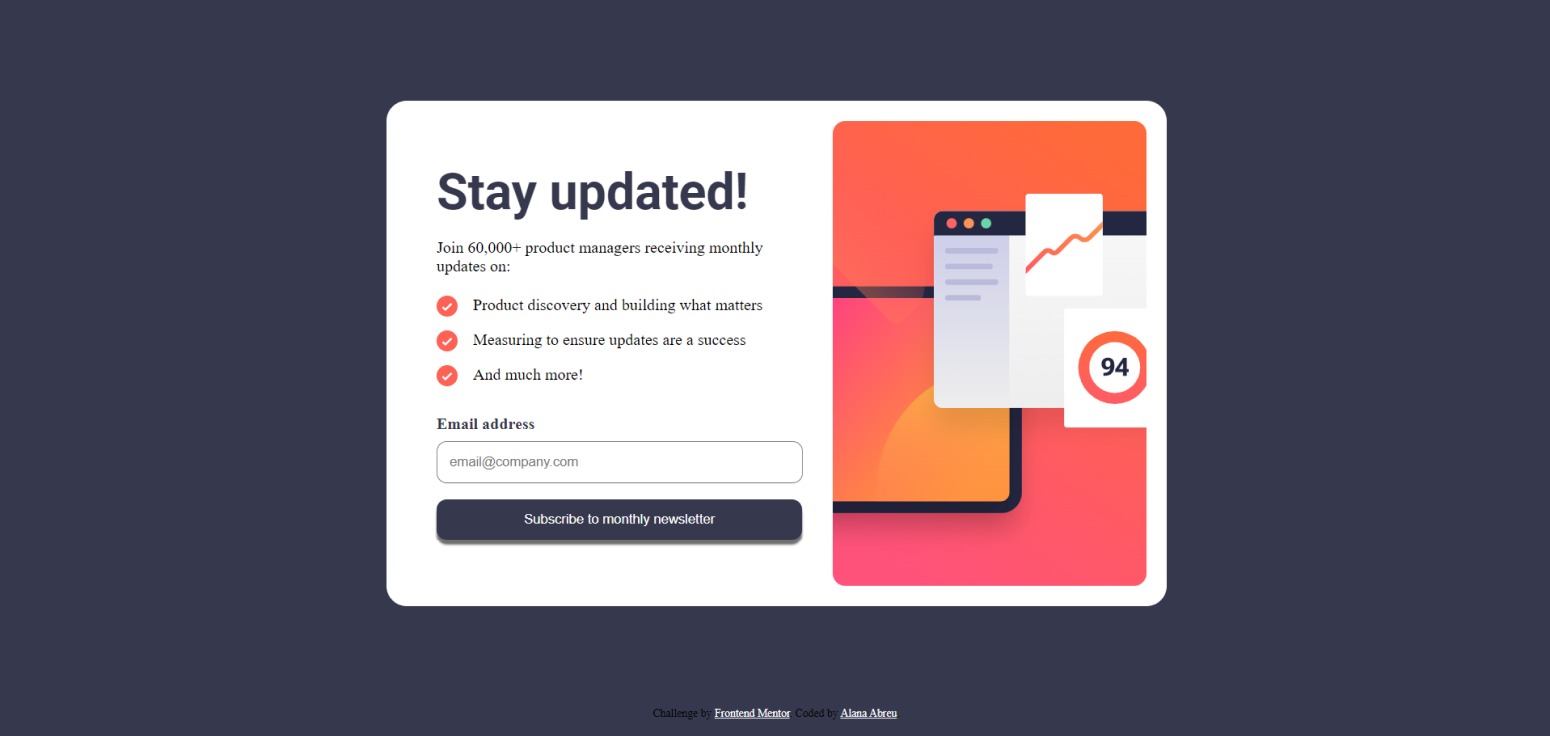 Stay updated!
Join 60,000+ product managers receiving monthly
updates on:
Product discovery and building what matters
Measuring to ensure updates are a success
And much more!
Email address
email@company.com
Subscribe to monthly newsletter
94
Challenge by Frontend Mentor. Coded by Alana Abreu